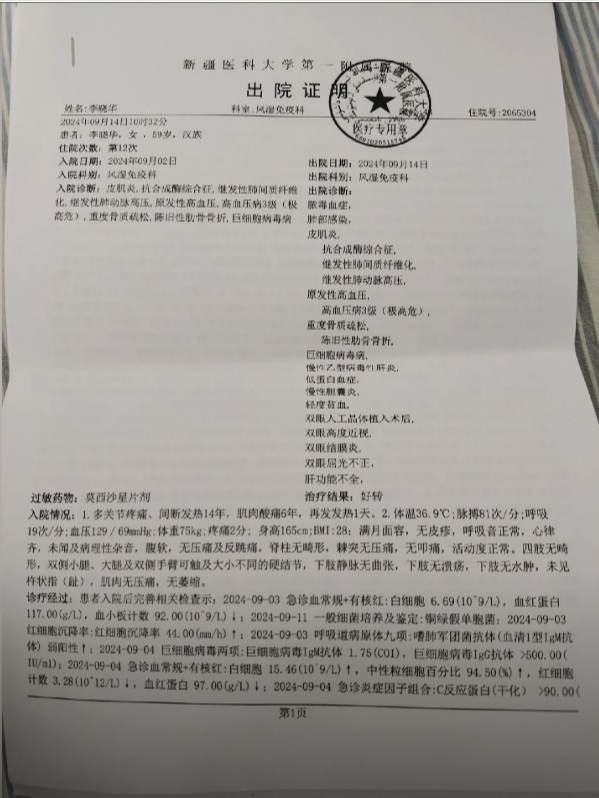 新疆医科大学第一附属医
出院证明
姓名:李晓华 科室:风湿免疫科 住院号:2065304
2024年09月14日10时32分
患者: 李晓华, 女 , 59岁, 汉族
住院次数: 第12次
入院日期: 2024年09月02日 出院日期: 2024年09月14日
入院科别: 风湿免疫科 出院科别: 风湿免疫科
入院诊断: 皮肌炎, 抗合成酶综合征, 继发性肺间质纤维 出院诊断:
化, 继发性肺动脉高压, 原发性高血压, 高血压病3级 (极 脓毒血症,
高危) , 重度骨质疏松, 陈旧性肋骨骨折, 巨细胞病毒病 肺部感染,
皮肌炎,
抗合成酶综合征,
继发性肺间质纤维化,
继发性肺动脉高压,
原发性高血压,
高血压病3级 (极高危) ,
重度骨质疏松,
陈旧性肋骨骨折,
巨细胞病毒病,
慢性乙型病毒性肝炎,
低蛋白血症,
慢性胆囊炎,
轻度贫血,
双眼人工晶体植入术后,
双眼高度近视,
双眼结膜炎,
双眼屈光不正,
肝功能不全,
过敏药物: 莫西沙星片剂 治疗结果: 好转
入院情况: 1.多关节疼痛、间断发热14年, 肌肉酸痛6年, 再发发热1天。2.体温36.9℃;脉搏81次/分;呼吸
19次/分;血压129 / 69mmHg;体重75kg;疼痛2分; 身高165cm;BMI:28; 满月面容, 无皮疹, 呼吸音正常, 心律
齐, 未闻及病理性杂音, 腹软, 无压痛及反跳痛。脊柱无畸形, 棘突无压痛, 无叩痛, 活动度正常。四肢无畸
形, 双侧小腿、大腿及双侧手臂可触及大小不同的硬结节, 下肢静脉无曲张, 下肢无溃疡, 下肢无水肿, 未见
杵状指 (趾) , 肌肉无压痛, 无萎缩。
诊疗经过: 患者入院后完善相关检查示: 2024-09-03 急诊血常规+有核红:白细胞 6.69(10^9/L), 血红蛋白
117.00(g/L), 血小板计数 92.00(10^9/L)↓; 2024-09-11 一般细菌培养及鉴定:铜绿假单胞菌; 2024-09-03
红细胞沉降率:红细胞沉降率 44.00(mm/h)↑; 2024-09-03 呼吸道病原体九项:嗜肺军团菌抗体(血清1型IgM抗
体) 弱阳性↑; 2024-09-04 巨细胞病毒两项:巨细胞病毒IgM抗体 1.75(COI), 巨细胞病毒IgG抗体 >500.00(
IU/ml); 2024-09-04 急诊血常规+有核红:白细胞 15.46(10^9/L)↑, 中性粒细胞百分比 94.50(%)↑, 红细胞
计数 3.28(10^12/L)↓, 血红蛋白 97.00(g/L)↓; 2024-09-04 急诊炎症因子组合:C反应蛋白(干化) >90.00(
第1页
医疗专用章